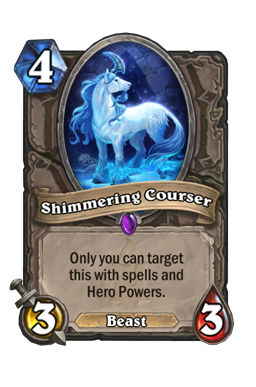 4
Shimmering Courser
Only you can target
this with spells and
Hero Powers.
3
Beast
3